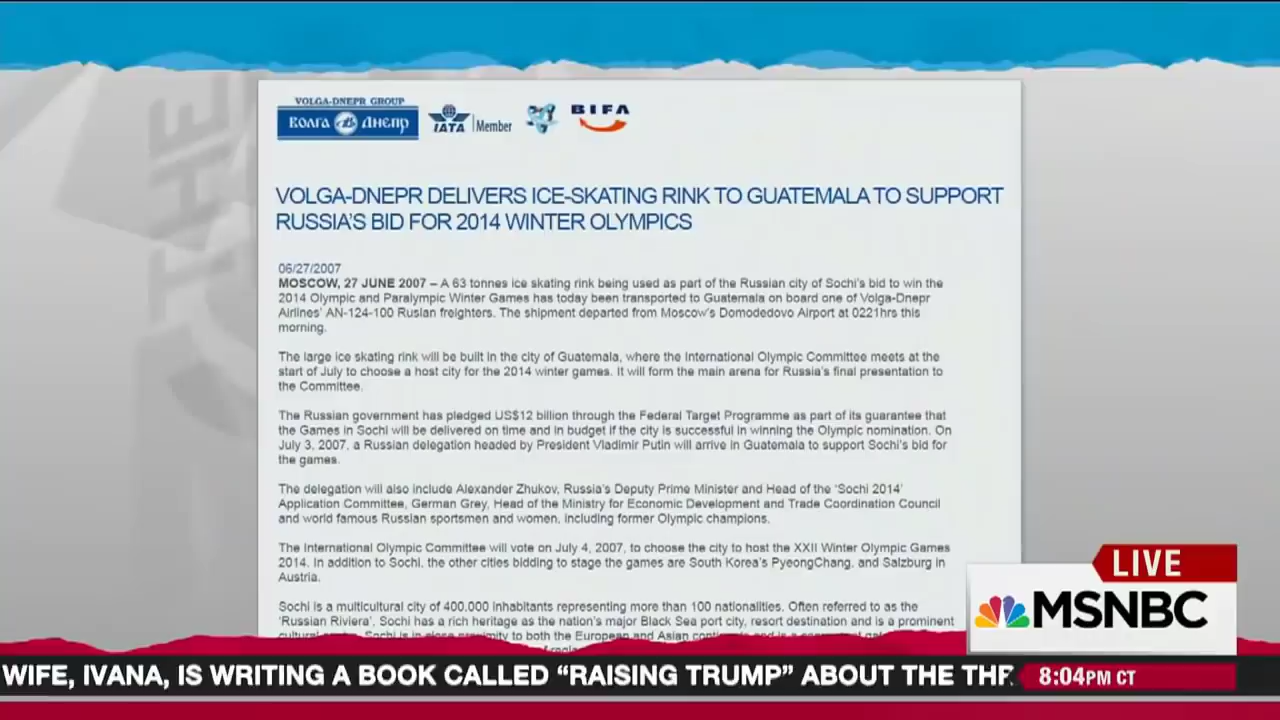 THE
VOLGA-DNEPR GROUP
Волга Днепр
IATA Member
BIFA
VOLGA-DNEPR DELIVERS ICE-SKATING RINK TO GUATEMALA TO SUPPORT
RUSSIA'S BID FOR 2014 WINTER OLYMPICS
06/27/2007
MOSCOW, 27 JUNE 2007 – A 63 tonnes ice skating rink being used as part of the Russian city of Sochi's bid to win the
2014 Olympic and Paralympic Winter Games has today been transported to Guatemala on board one of Volga-Dnepr
Airlines' AN-124-100 Ruslan freighters. The shipment departed from Moscow's Domodedovo Airport at 0221hrs this
morning.
The large ice skating rink will be built in the city of Guatemala, where the International Olympic Committee meets at the
start of July to choose a host city for the 2014 winter games. It will form the main arena for Russia's final presentation to
the Committee.
The Russian government has pledged US$12 billion through the Federal Target Programme as part of its guarantee that
the Games in Sochi will be delivered on time and in budget if the city is successful in winning the Olympic nomination. On
July 3, 2007, a Russian delegation headed by President Vladimir Putin will arrive in Guatemala to support Sochi's bid for
the games.
The delegation will also include Alexander Zhukov, Russia's Deputy Prime Minister and Head of the 'Sochi 2014'
Application Committee, German Grey, Head of the Ministry for Economic Development and Trade Coordination Council
and world famous Russian sportsmen and women, including former Olympic champions.
The International Olympic Committee will vote on July 4, 2007, to choose the city to host the XXII Winter Olympic Games
2014. In addition to Sochi, the other cities bidding to stage the games are South Korea's PyeongChang, and Salzburg in
Austria.
Sochi is a multicultural city of 400,000 inhabitants representing more than 100 nationalities. Often referred to as the
'Russian Riviera', Sochi has a rich heritage as the nation's major Black Sea port city, resort destination and is a prominent
Sochi is in close proximity to both the European and Asian
LIVE
MSNBC
WIFE, IVANA, IS WRITING A BOOK CALLED “RAISING TRUMP” ABOUT THE
8:04PM CT